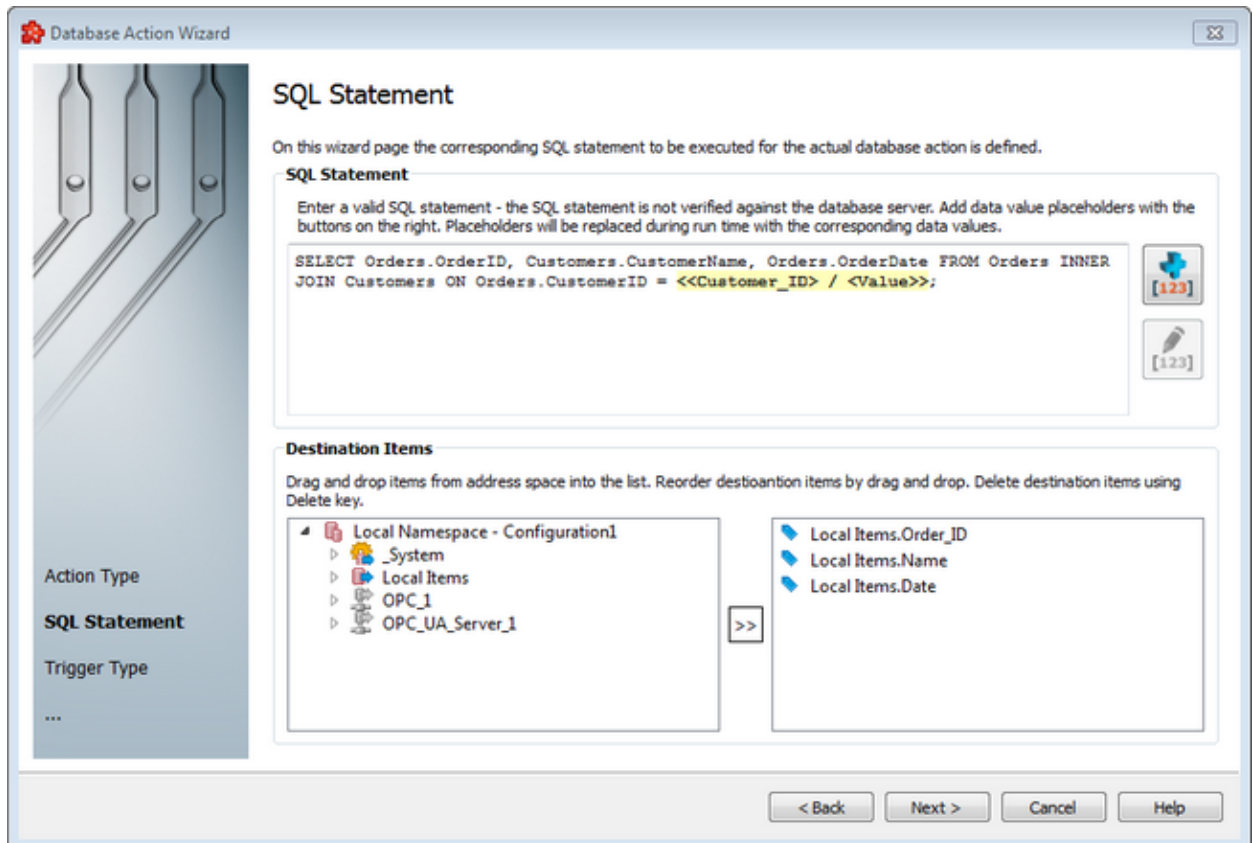 Database Action Wizard
SQL Statement
On this wizard page the corresponding SQL statement to be executed for the actual database action is defined.
SQL Statement
Enter a valid SQL statement - the SQL statement is not verified against the database server. Add data value placeholders with the
buttons on the right. Placeholders will be replaced during run time with the corresponding data values.
SELECT Orders.OrderID, Customers.CustomerName, Orders.OrderDate FROM Orders INNER
JOIN Customers ON Orders.CustomerID = <<Customer_ID> / <Value>>;
[123]
[123]
Destination Items
Drag and drop items from address space into the list. Reorder destioantion items by drag and drop. Delete destination items using
Delete key.
Local Namespace - Configuration1
_System
Local Items
OPC_1
OPC_UA_Server_1
>>
Local Items.Order_ID
Local Items.Name
Local Items.Date
Action Type
SQL Statement
Trigger Type
...
< Back
Next >
Cancel
Help